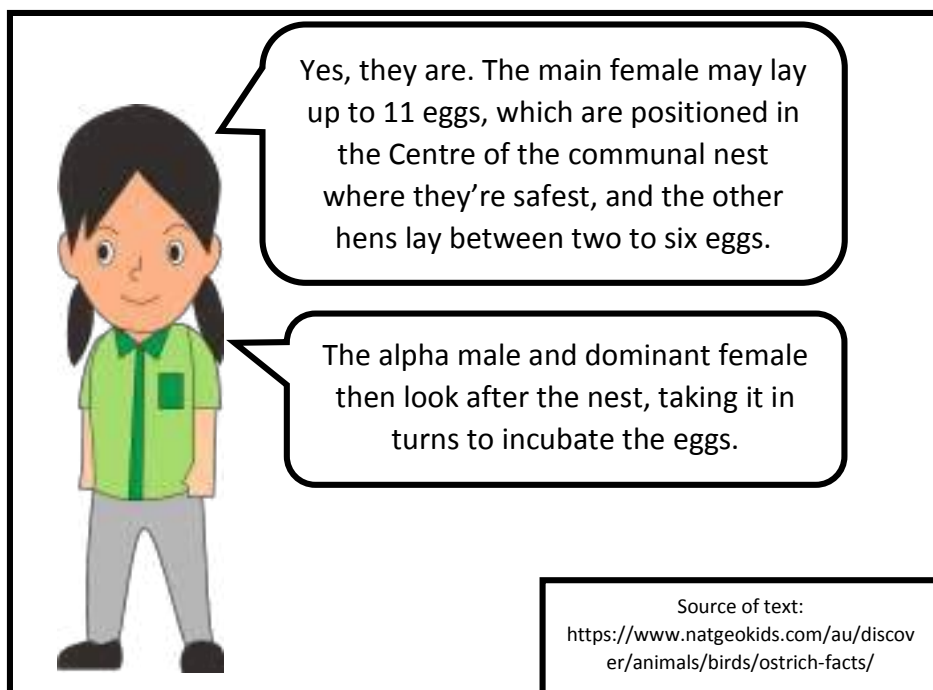 Yes, they are. The main female may lay
up to 11 eggs, which are positioned in
the Centre of the communal nest
where they’re safest, and the other
hens lay between two to six eggs.
The alpha male and dominant female
then look after the nest, taking it in
turns to incubate the eggs.
Source of text:
https://www.natgeokids.com/au/discov
er/animals/birds/ostrich-facts/